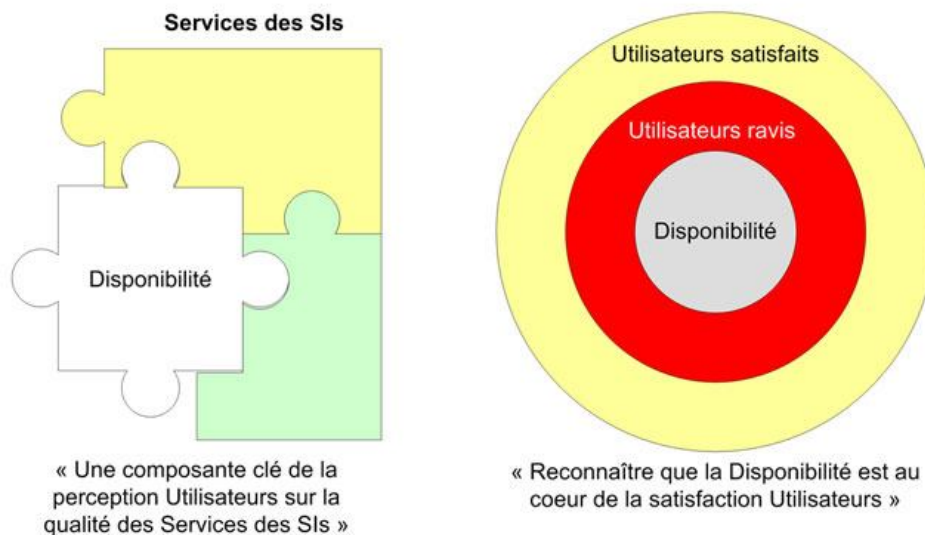 Services des SIs
Disponibilité
« Une composante clé de la
perception Utilisateurs sur la
qualité des Services des SIs »
Utilisateurs satisfaits
Utilisateurs ravis
Disponibilité
« Reconnaître que la Disponibilité est au
coeur de la satisfaction Utilisateurs »